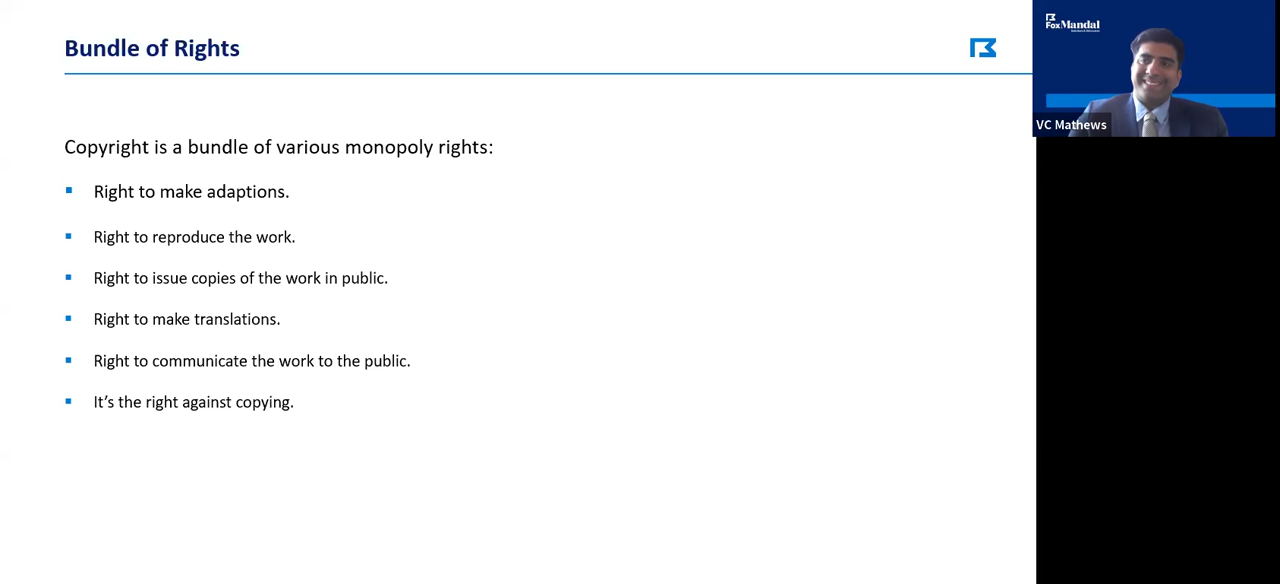 Bundle of Rights
Copyright is a bundle of various monopoly rights:
Right to make adaptions.
Right to reproduce the work.
Right to issue copies of the work in public.
Right to make translations.
Right to communicate the work to the public.
It's the right against copying.
Fox Mandal
VC Mathews